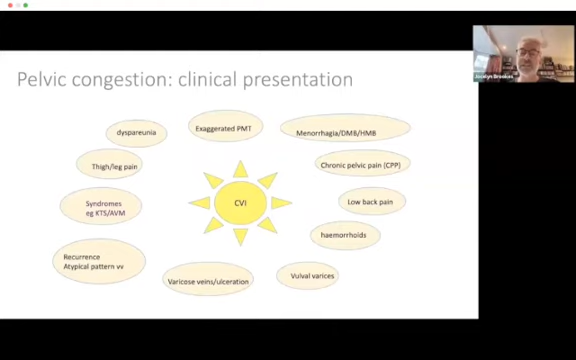 Pelvic congestion: clinical presentation
Jocelyn Brookes
dyspareunia
Exaggerated PMT
Menorrhagia/DMB/HMB
Thigh/leg pain
Chronic pelvic pain (CPP)
Syndromes
eg KTS/AVM
CVI
Low back pain
haemorrhoids
Recurrence
Atypical pattern vv
Varicose veins/ulceration
Vulval varices